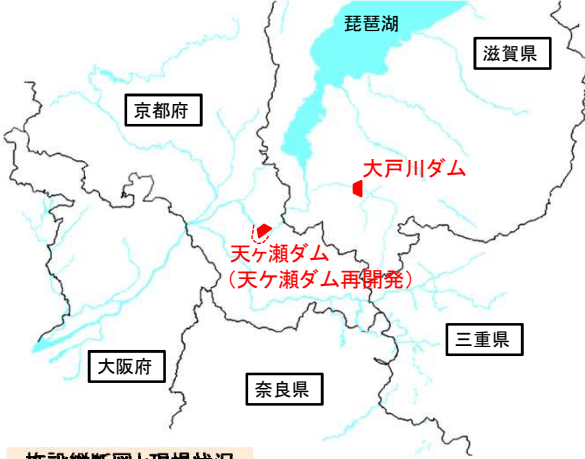 琵琶湖
滋賀県
京都府
大戸川ダム
天ヶ瀬ダム
（天ケ瀬ダム再開発）
三重県
大阪府
奈良県